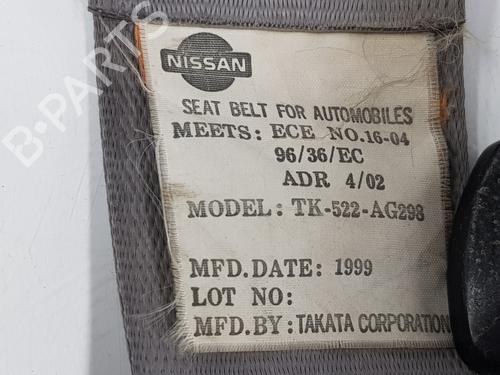 NISSAN
SEAT BELT FOR AUTOMOBILES
MEETS: ECE NO.16-04
96/36/EC
ADR 4/02
MODEL: TK-522-AG298
MFD.DATE: 1999
LOT NO:
MFD.BY: TAKATA CORPORATION
B-PARTS